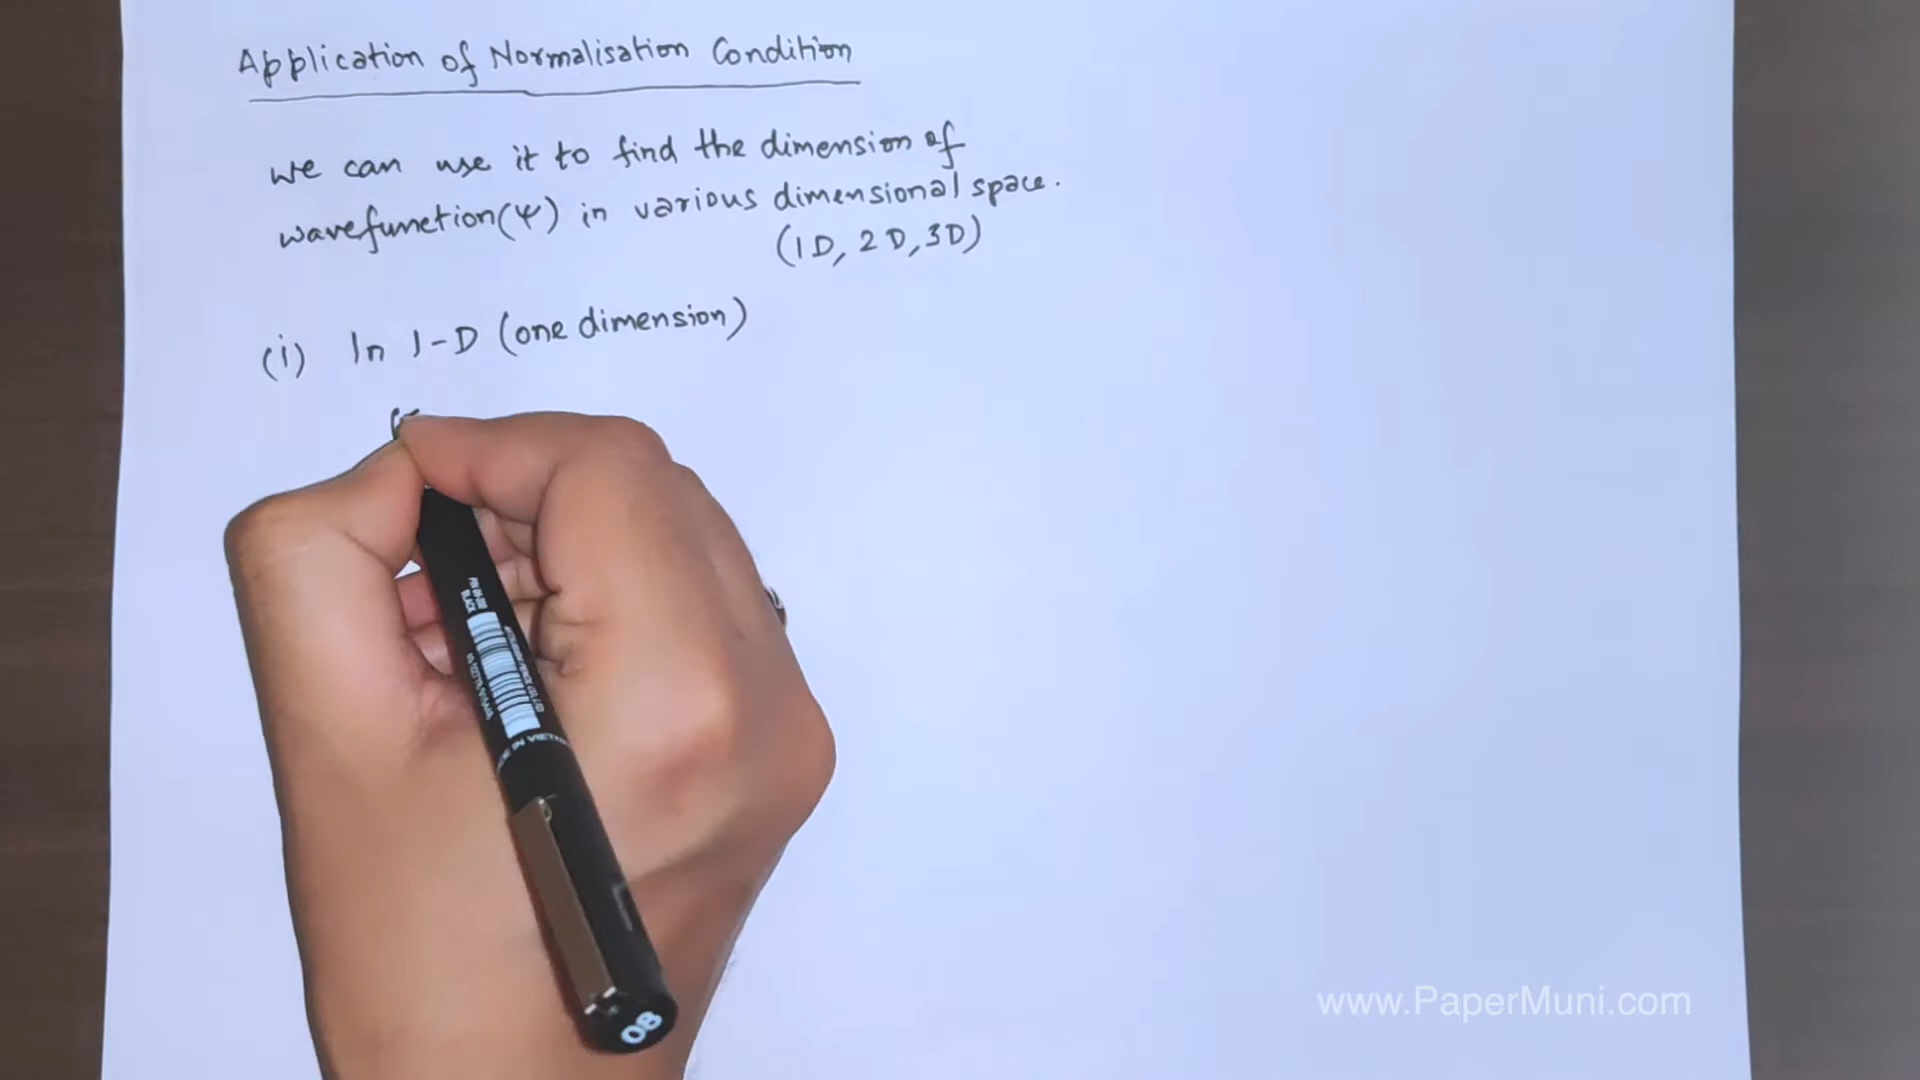 Application of Normalisation Condition
We can use it to find the dimension of
wavefunction(Ψ) in various dimensional space.
(1D, 2D, 3D)
(i) In 1-D (one dimension)
08
www.PaperMuni.com